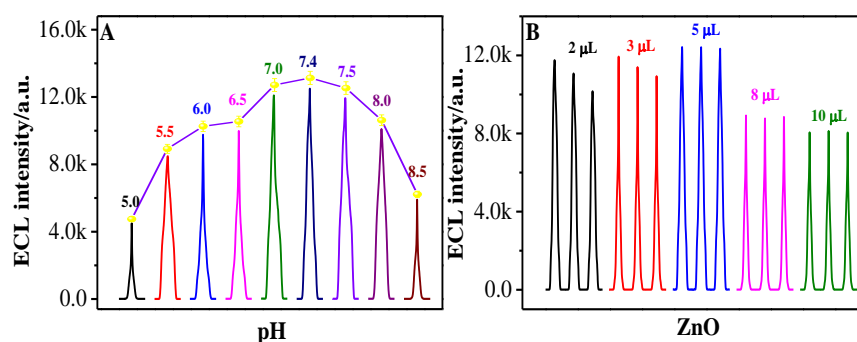 A
ECL intensity/a.u.
16.0k
12.0k
8.0k
4.0k
0.0
5.0
5.5
6.0
6.5
7.0
7.4
7.5
8.0
8.5
pH
B
ECL intensity/a.u.
12.0k
8.0k
4.0k
0.0
2 μL
3 μL
5 μL
8 μL
10 μL
ZnO